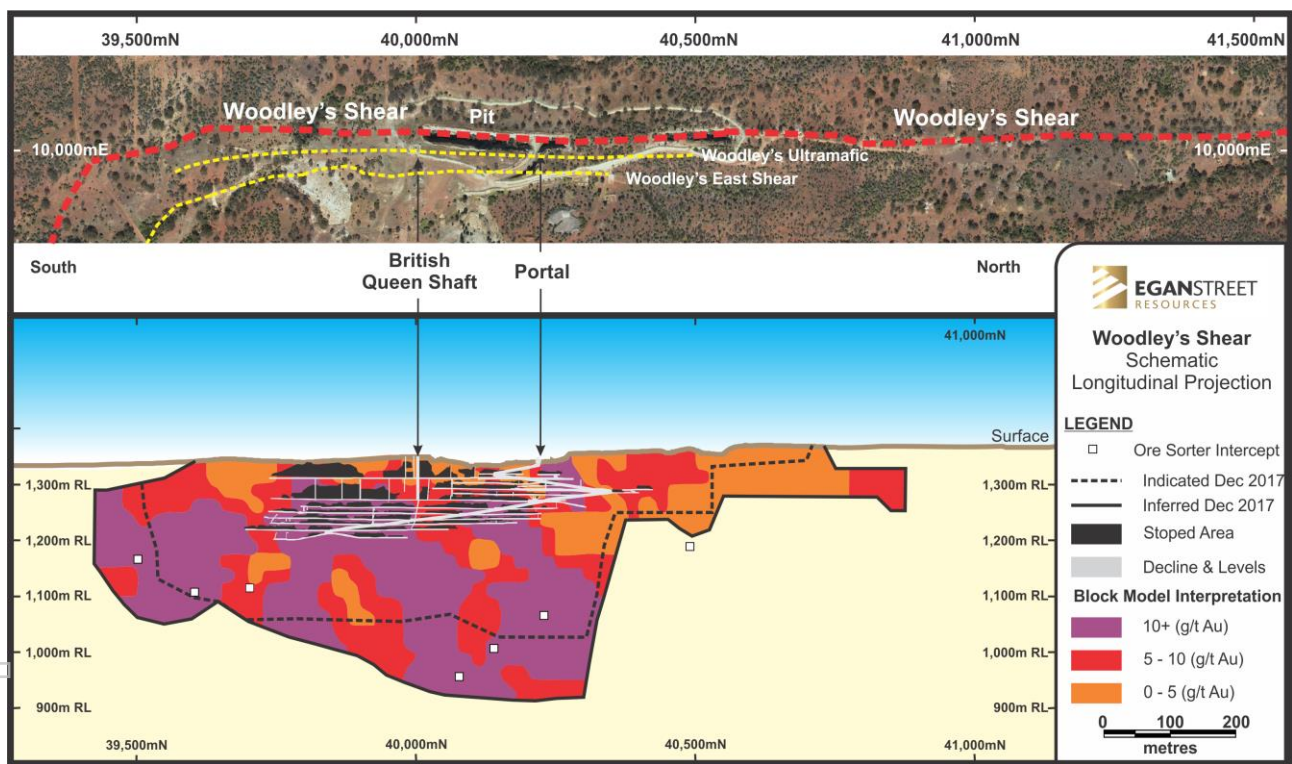 39,500mN 40,000mN 40,500mN 41,000mN 41,500mN
Woodley's Shear
Pit
Woodley's Shear
10,000mE
10,000mE
Woodley's Ultramafic
Woodley's East Shear
South
British
Queen Shaft
Portal
North
41,000mN
Surface
1,300m RL
1,300m RL
1,200m RL
1,200m RL
1,100m RL
1,100m RL
1,000m RL
1,000m RL
900m RL
900m RL
39,500mN 40,000mN 40,500mN 41,000mN
EGANSTREET
RESOURCES
Woodley's Shear
Schematic
Longitudinal Projection
LEGEND
Ore Sorter Intercept
Indicated Dec 2017
Inferred Dec 2017
Stoped Area
Decline & Levels
Block Model Interpretation
10+ (g/t Au)
5 - 10 (g/t Au)
0 - 5 (g/t Au)
0 100 200
metres